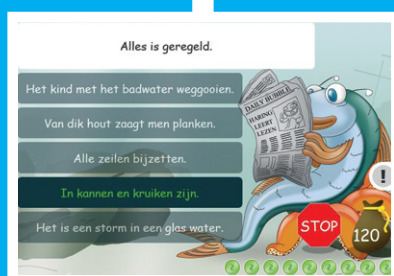 Alles is geregeld.
Het kind met het badwater weggooien.
Van dik hout zaagt men planken.
Alle zeilen bijzetten.
In kannen en kruiken zijn.
Het is een storm in een glas water.
DAILY BUBBLE
HARING
LEERT
LEZEN
!
STOP
120